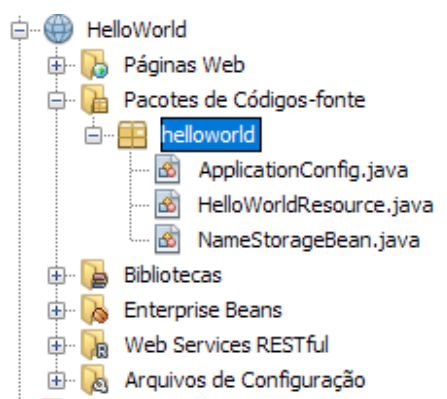 HelloWorld
Páginas Web
Pacotes de Códigos-fonte
helloworld
ApplicationConfig.java
HelloWorldResource.java
NameStorageBean.java
Bibliotecas
Enterprise Beans
Web Services RESTful
Arquivos de Configuração